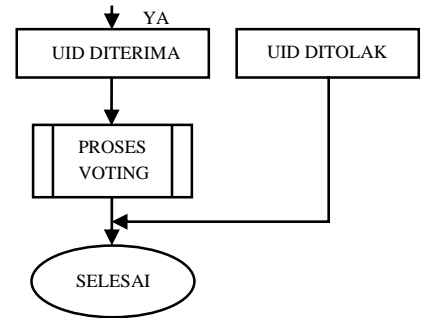 YA
UID DITERIMA
UID DITOLAK
PROSES
VOTING
SELESAI